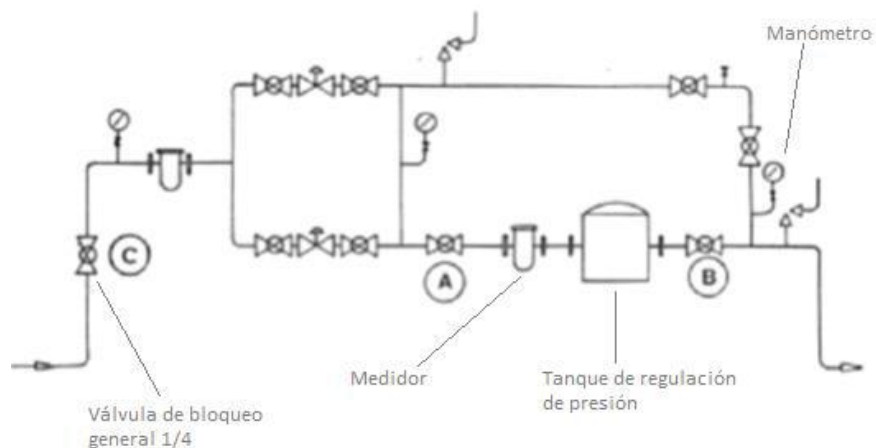 Manómetro
C
A
B
Medidor
Tanque de regulación
de presión
Válvula de bloqueo
general 1/4